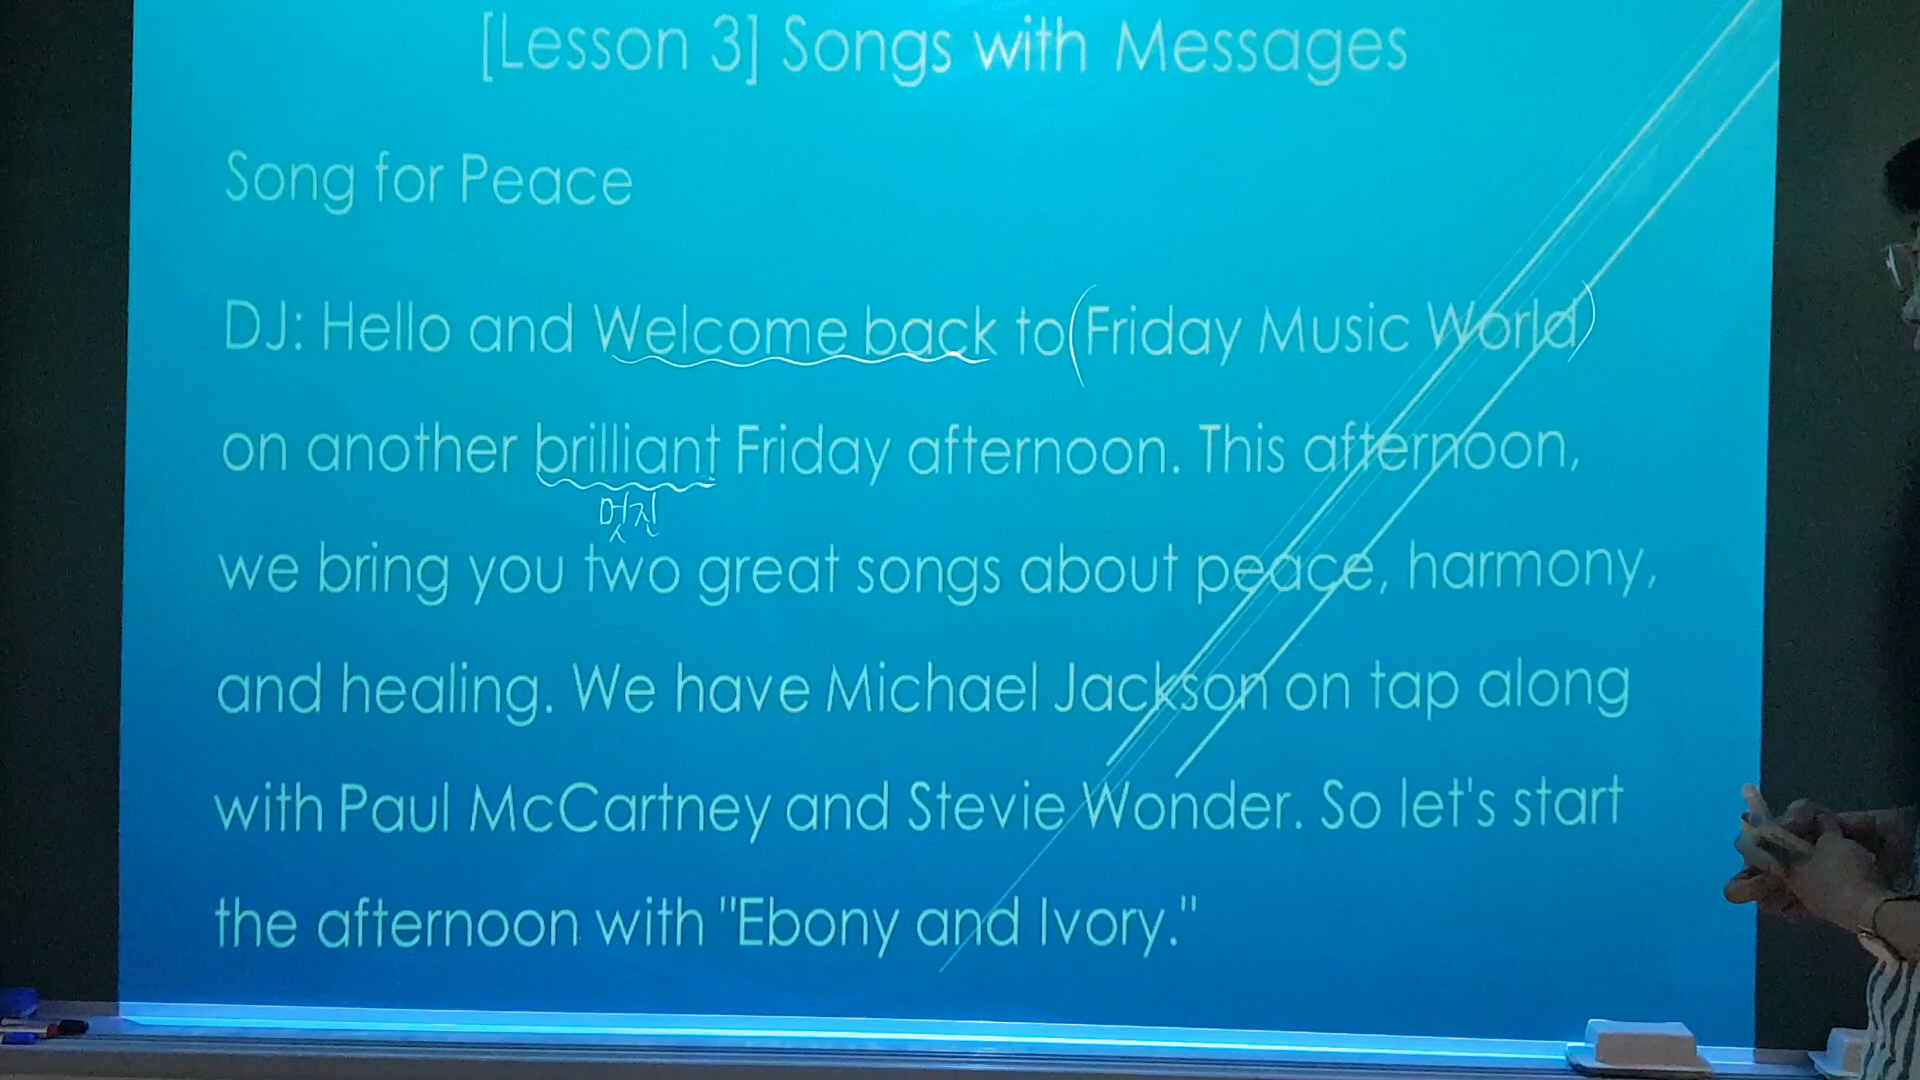 [Lesson 3] Songs with Messages
Song for Peace
DJ: Hello and Welcome back to (Friday Music World)
on another brilliant Friday afternoon. This afternoon,
멋진
we bring you two great songs about peace, harmony,
and healing. We have Michael Jackson on tap along
with Paul McCartney and Stevie Wonder. So let's start
the afternoon with "Ebony and Ivory."